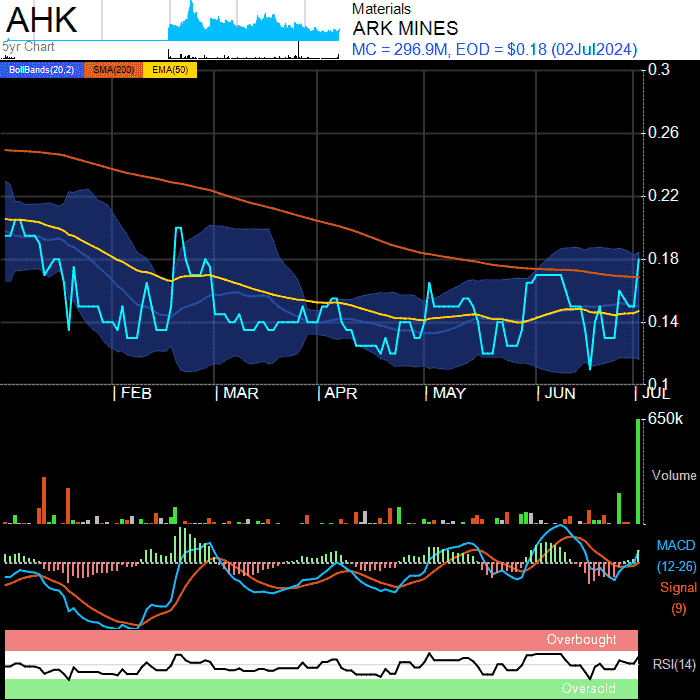 AHK
5yr Chart
Materials
ARK MINES
MC = 296.9M, EOD = $0.18 (02Jul2024)
BollBands(20,2) SMA(200) EMA(50)
0.3
0.26
0.22
0.18
0.14
0.1
FEB MAR APR MAY JUN JUL
650k
Volume
MACD
(12-26)
Signal
(9)
Overbought
RSI(14)
Oversold